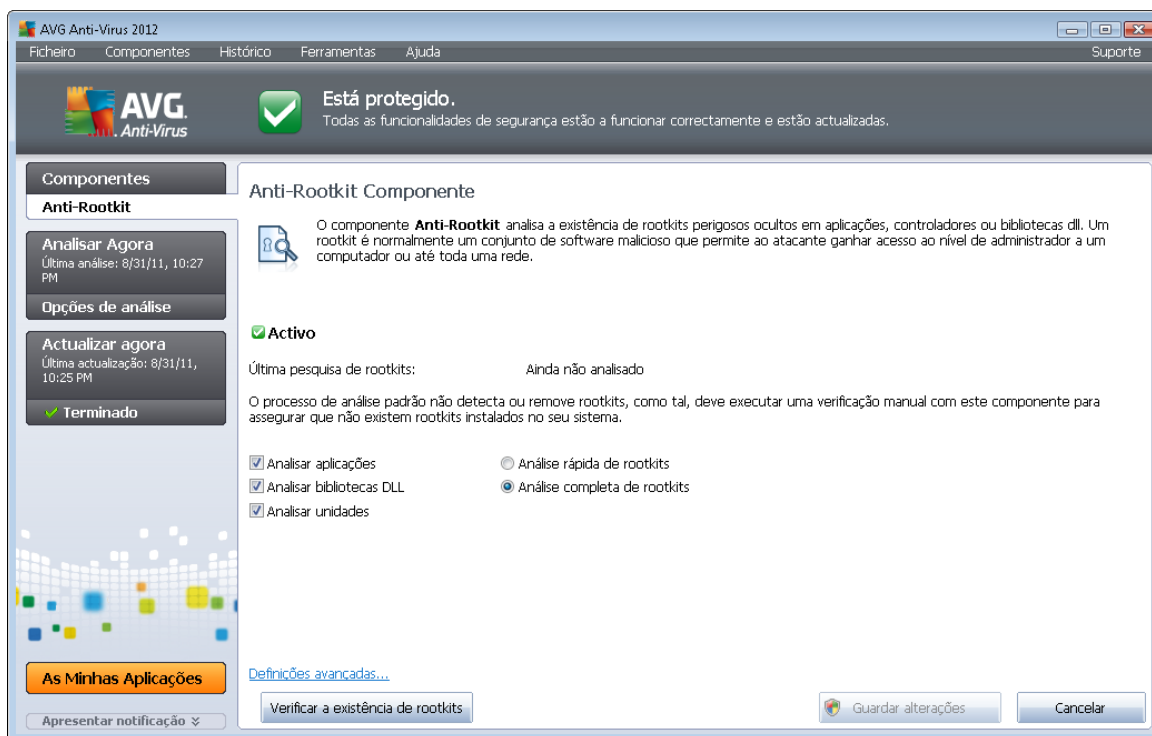 AVG Anti-Virus 2012
Ficheiro Componentes Histórico Ferramentas Ajuda Suporte
AVG.
Anti-Virus
Está protegido.
Todas as funcionalidades de segurança estão a funcionar correctamente e estão actualizadas.
Componentes
Anti-Rootkit
Analisar Agora
Última análise: 8/31/11, 10:27
PM
Opções de análise
Actualizar agora
Última actualização: 8/31/11,
10:25 PM
Terminado
As Minhas Aplicações
Apresentar notificação
Anti-Rootkit Componente
O componente Anti-Rootkit analisa a existência de rootkits perigosos ocultos em aplicações, controladores ou bibliotecas dll. Um
rootkit é normalmente um conjunto de software malicioso que permite ao atacante ganhar acesso ao nível de administrador a um
computador ou até toda uma rede.
Activo
Última pesquisa de rootkits: Ainda não analisado
O processo de análise padrão não detecta ou remove rootkits, como tal, deve executar uma verificação manual com este componente para
assegurar que não existem rootkits instalados no seu sistema.
Analisar aplicações Análise rápida de rootkits
Analisar bibliotecas DLL Análise completa de rootkits
Analisar unidades
Definições avançadas...
Verificar a existência de rootkits Guardar alterações Cancelar